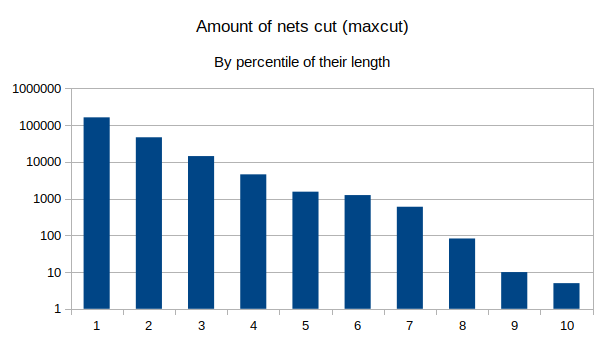 Amount of nets cut (maxcut)
By percentile of their length
1000000
100000
10000
1000
100
10
1
1 2 3 4 5 6 7 8 9 10